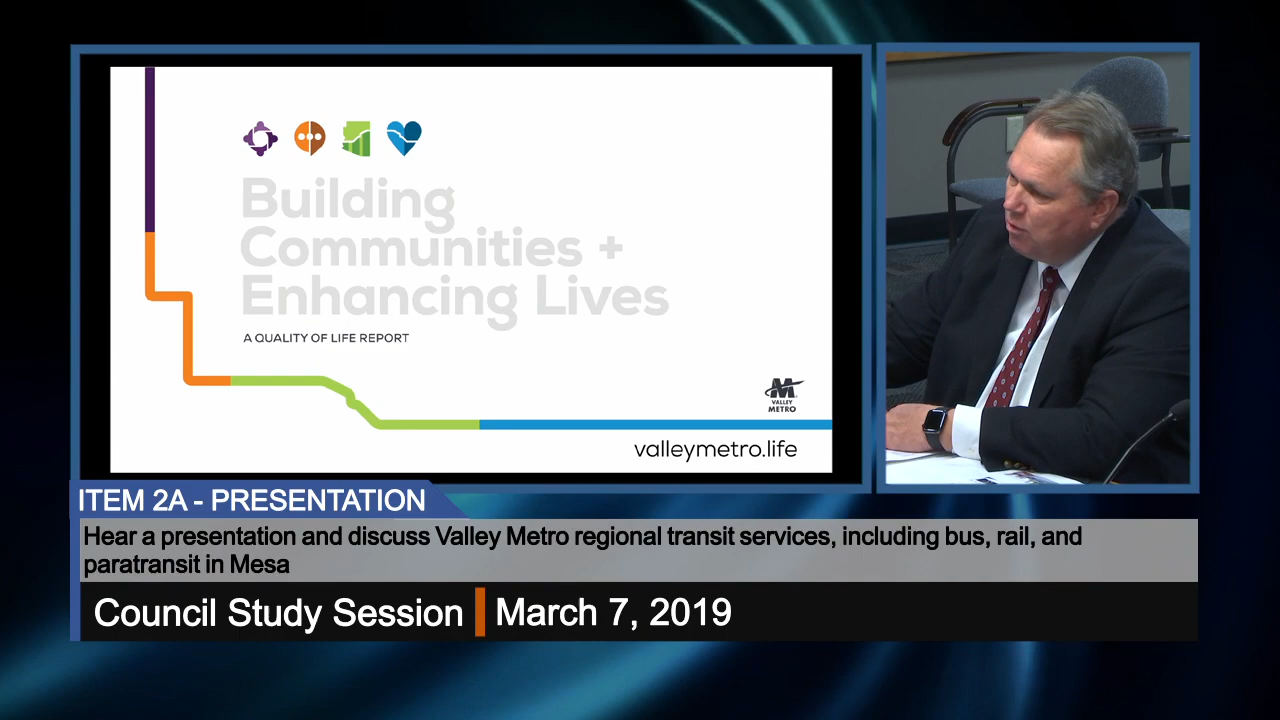 Building
Communities +
Enhancing Lives
A QUALITY OF LIFE REPORT
VALLEY
METRO
valleymetro.life
ITEM 2A - PRESENTATION
Hear a presentation and discuss Valley Metro regional transit services, including bus, rail, and
paratransit in Mesa
Council Study Session
March 7, 2019